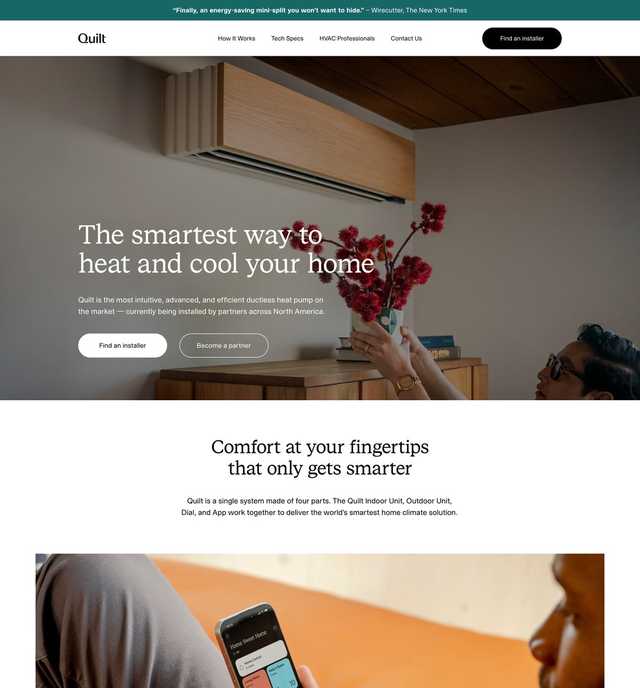 “Finally, an energy-saving mini-split you won't want to hide.” – Wirecutter, The New York Times
Quilt
How It Works
Tech Specs
HVAC Professionals
Contact Us
Find an installer
The smartest way to
heat and cool your home
Quilt is the most intuitive, advanced, and efficient ductless heat pump on
the market — currently being installed by partners across North America.
Find an installer
Become a partner
Comfort at your fingertips
that only gets smarter
Quilt is a single system made of four parts. The Quilt Indoor Unit, Outdoor Unit,
Dial, and App work together to deliver the world's smartest home climate solution.
Home Sweet Home